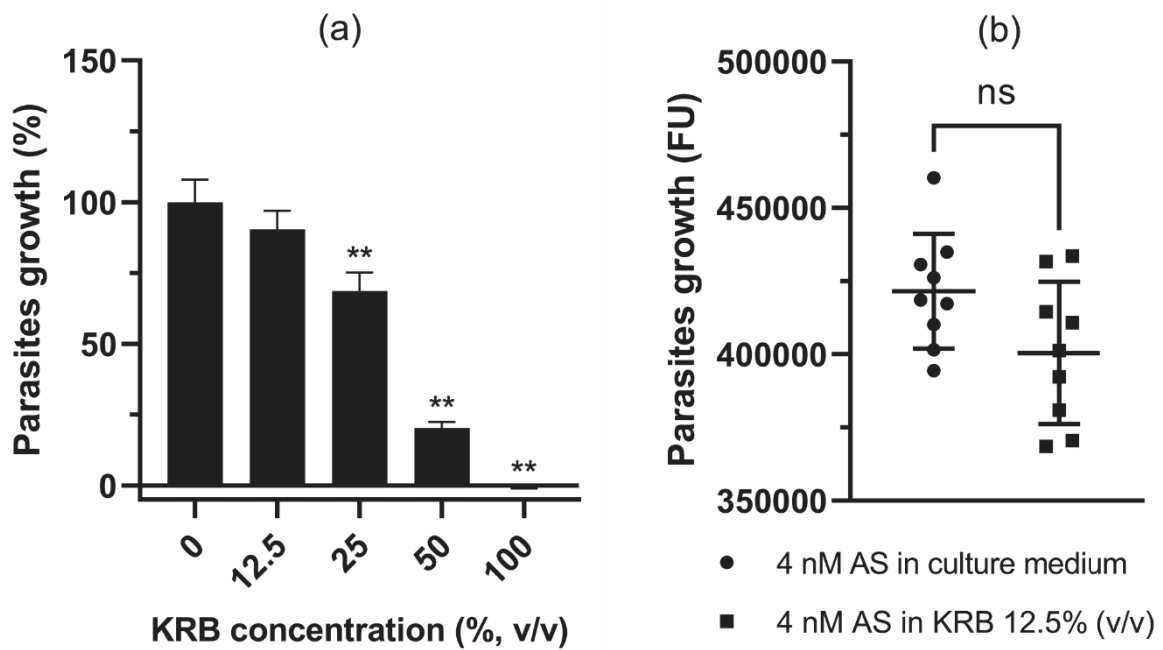 (a)
Parasites growth (%)
150
100
50
0
**
**
**
0
12.5
25
50
100
KRB concentration (%, v/v)
(b)
Parasites growth (FU)
500000
450000
400000
350000
ns
4 nM AS in culture medium
4 nM AS in KRB 12.5% (v/v)